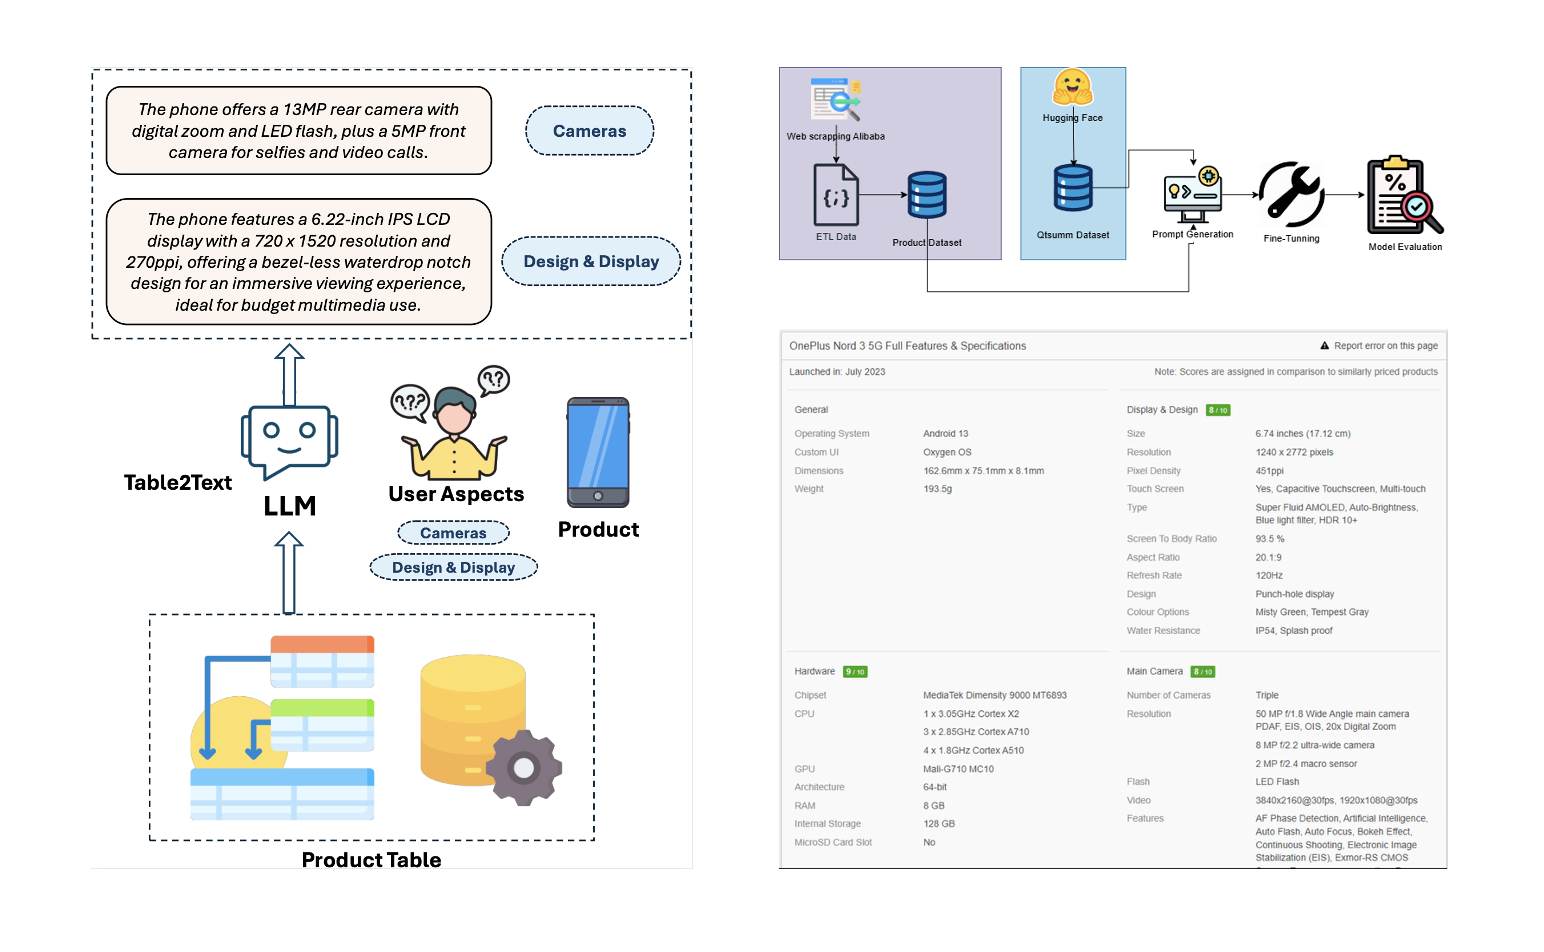 The phone offers a 13MP rear camera with
digital zoom and LED flash, plus a 5MP front
camera for selfies and video calls.
Cameras
The phone features a 6.22-inch IPS LCD
display with a 720 x 1520 resolution and
270ppi, offering a bezel-less waterdrop notch
design for an immersive viewing experience,
ideal for budget multimedia use.
Design & Display
??? ??
Table2Text
LLM
User Aspects
Cameras
Design & Display
Product
Product Table
Web scrapping Alibaba
{;}
ETL Data
Product Dataset
Hugging Face
Qtsumm Dataset
Prompt Generation
Fine-Tunning
%
Model Evaluation
OnePlus Nord 3 5G Full Features & Specifications
Report error on this page
Launched in: July 2023
Note: Scores are assigned in comparison to similarly priced products
General
Operating System Android 13
Custom UI Oxygen OS
Dimensions 162.6mm x 75.1mm x 8.1mm
Weight 193.5g
Display & Design 8 / 10
Size 6.74 inches (17.12 cm)
Resolution 1240 x 2772 pixels
Pixel Density 451ppi
Touch Screen Yes, Capacitive Touchscreen, Multi-touch
Type Super Fluid AMOLED, Auto-Brightness,
Blue light filter, HDR 10+
Screen To Body Ratio 93.5 %
Aspect Ratio 20.1:9
Refresh Rate 120Hz
Design Punch-hole display
Colour Options Misty Green, Tempest Gray
Water Resistance IP54, Splash proof
Hardware 9 / 10
Chipset MediaTek Dimensity 9000 MT6893
CPU 1 x 3.05GHz Cortex X2
3 x 2.85GHz Cortex A710
4 x 1.8GHz Cortex A510
GPU Mali-G710 MC10
Architecture 64-bit
RAM 8 GB
Internal Storage 128 GB
MicroSD Card Slot No
Main Camera 8 / 10
Number of Cameras Triple
Resolution 50 MP f/1.8 Wide Angle main camera
PDAF, EIS, OIS, 20x Digital Zoom
8 MP f/2.2 ultra-wide camera
2 MP f/2.4 macro sensor
Flash LED Flash
Video 3840x2160@30fps, 1920x1080@30fps
Features AF Phase Detection, Artificial Intelligence,
Auto Flash, Auto Focus, Bokeh Effect,
Continuous Shooting, Electronic Image
Stabilization (EIS), Exmor-RS CMOS